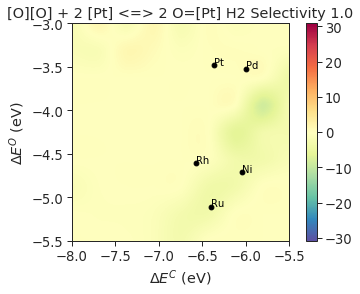 [O][O] + 2 [Pt] <=> 2 O=[Pt] H2 Selectivity 1.0
−3.0
−3.5
−4.0
−4.5
−5.0
−5.5
ΔE^O (eV)
Pt
Pd
Rh
Ni
Ru
−8.0 −7.5 −7.0 −6.5 −6.0 −5.5
ΔE^C (eV)
30
20
10
0
−10
−20
−30